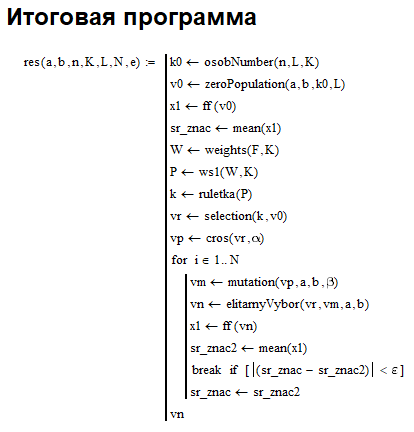 Итоговая программа
res(a,b,n,K,L,N,e) :=
k0 ← osobNumber(n,L,K)
v0 ← zeroPopulation(a,b,k0,L)
x1 ← ff(v0)
sr_znac ← mean(x1)
W ← weights(F,K)
P ← ws1(W,K)
k ← ruletka(P)
vr ← selection(k,v0)
vp ← cros(vr,α)
for i ∈ 1..N
vm ← mutation(vp,a,b,β)
vn ← elitarnyVybor(vr,vm,a,b)
x1 ← ff(vn)
sr_znac2 ← mean(x1)
break if [|(sr_znac − sr_znac2)| < ε]
sr_znac ← sr_znac2
vn